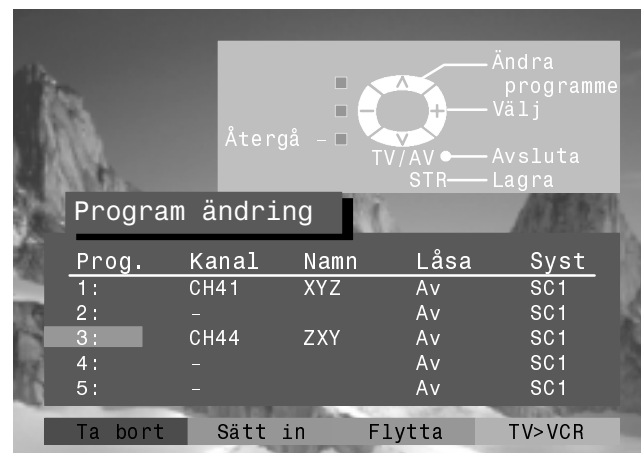 Ändra
programme
Välj
Återgå –
TV/AV Avsluta
STR Lagra
Program ändring
Prog. Kanal Namn Låsa Syst
1: CH41 XYZ Av SC1
2: – Av SC1
3: CH44 ZXY Av SC1
4: – Av SC1
5: – Av SC1
Ta bort Sätt in Flytta TV>VCR